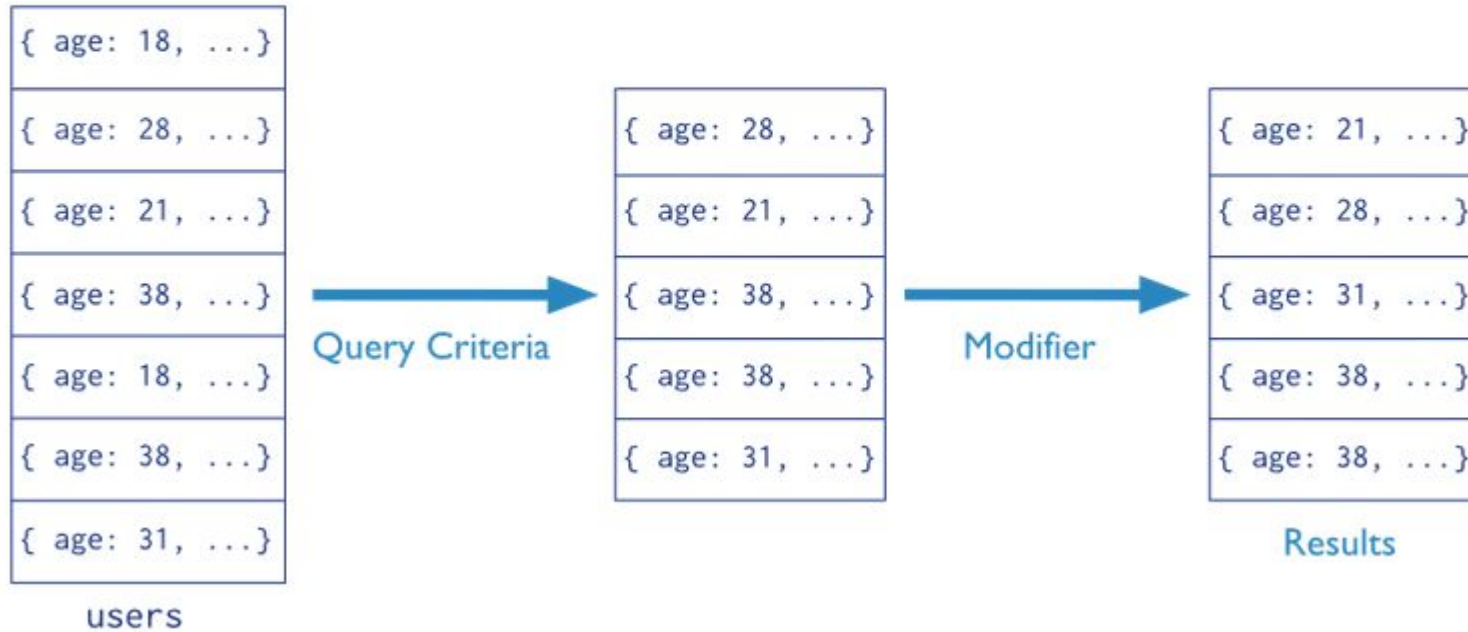 { age: 18, ...}
{ age: 28, ...}
{ age: 21, ...}
{ age: 38, ...}
{ age: 18, ...}
{ age: 38, ...}
{ age: 31, ...}
users
Query Criteria
{ age: 28, ...}
{ age: 21, ...}
{ age: 38, ...}
{ age: 38, ...}
{ age: 31, ...}
Modifier
{ age: 21, ...}
{ age: 28, ...}
{ age: 31, ...}
{ age: 38, ...}
{ age: 38, ...}
Results